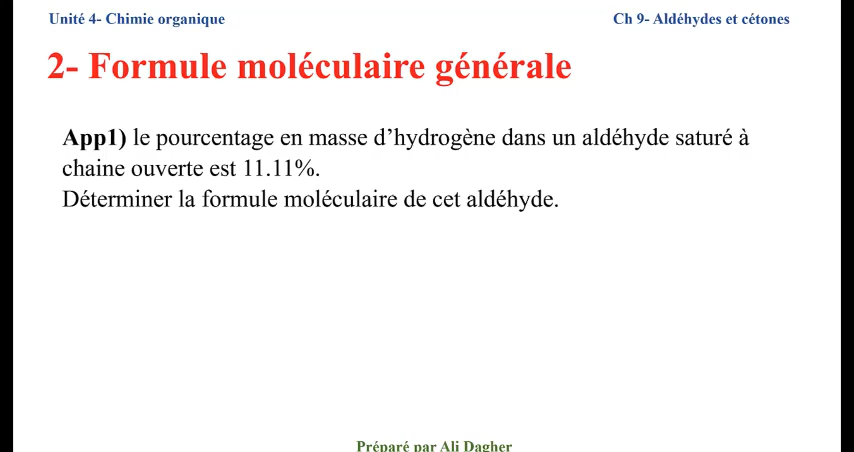 Unité 4- Chimie organique
Ch 9- Aldéhydes et cétones
2- Formule moléculaire générale
App1) le pourcentage en masse d’hydrogène dans un aldéhyde saturé à
chaine ouverte est 11.11%.
Déterminer la formule moléculaire de cet aldéhyde.
Préparé par Ali Dagher